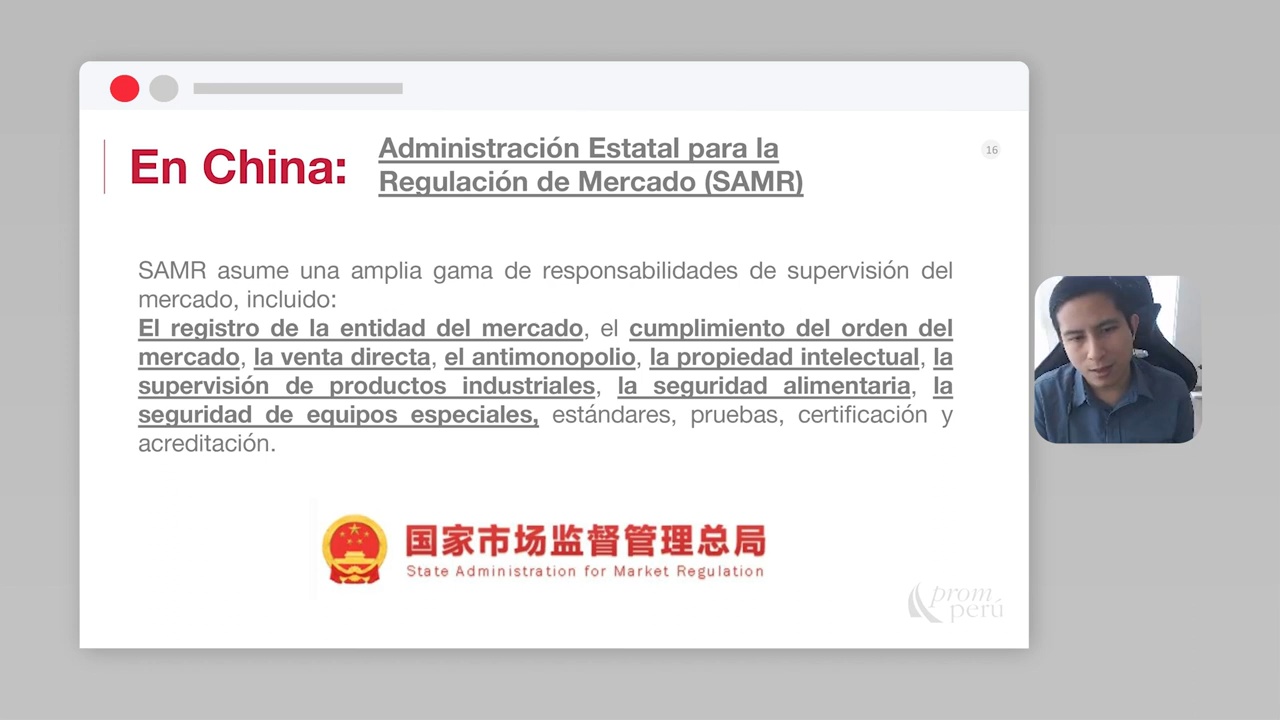 En China:
Administración Estatal para la
Regulación de Mercado (SAMR)
16
SAMR asume una amplia gama de responsabilidades de supervisión del
mercado, incluido:
El registro de la entidad del mercado, el cumplimiento del orden del
mercado, la venta directa, el antimonopolio, la propiedad intelectual, la
supervisión de productos industriales, la seguridad alimentaria, la
seguridad de equipos especiales, estándares, pruebas, certificación y
acreditación.
国家市场监督管理总局
State Administration for Market Regulation
prom
perú